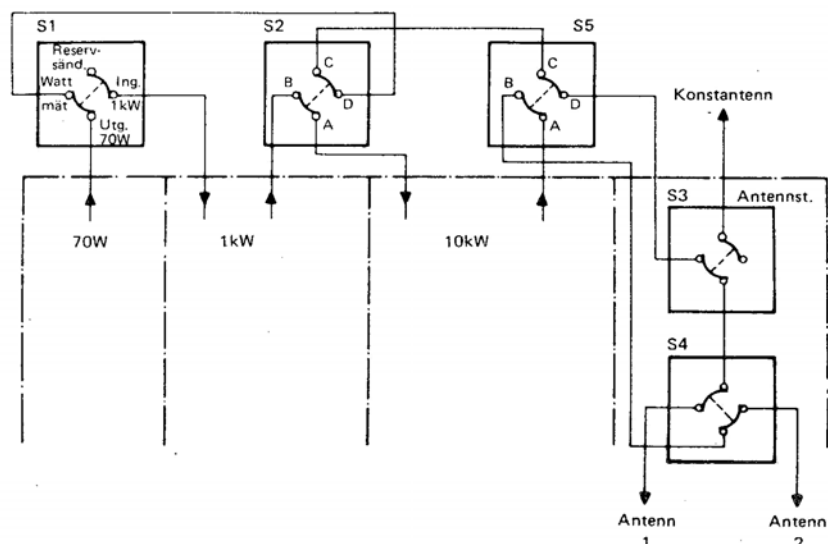 S1
Reserv-
sänd.
Watt
mät
Ing.
1kW
Utg.
70W
S2
C
B
D
A
S5
C
B
D
A
Konstantenn
S3
Antennst.
70W
1kW
10kW
S4
Antenn
1
Antenn
2